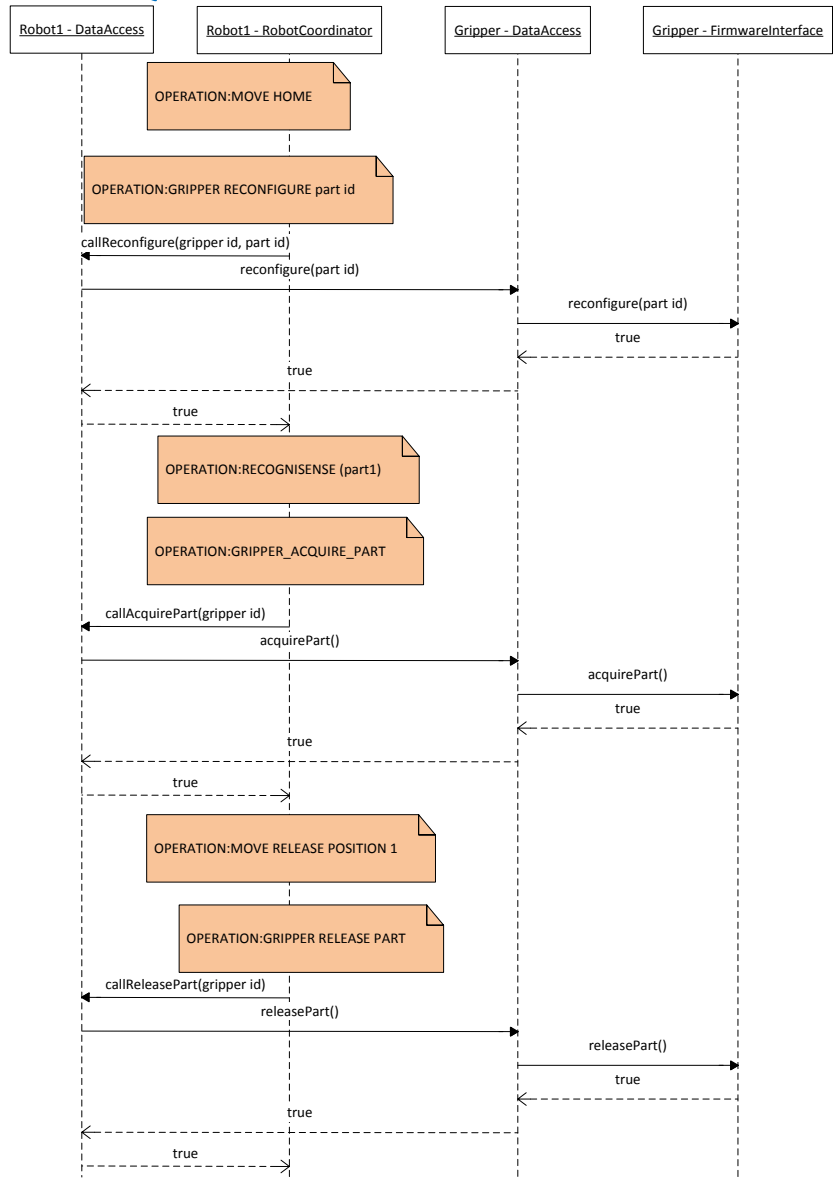 Robot1 - DataAccess
Robot1 - RobotCoordinator
Gripper - DataAccess
Gripper - FirmwareInterface
OPERATION:MOVE HOME
OPERATION:GRIPPER RECONFIGURE part id
callReconfigure(gripper id, part id)
reconfigure(part id)
reconfigure(part id)
true
true
true
OPERATION:RECOGNISENSE (part1)
OPERATION:GRIPPER_ACQUIRE_PART
callAcquirePart(gripper id)
acquirePart()
acquirePart()
true
true
true
OPERATION:MOVE RELEASE POSITION 1
OPERATION:GRIPPER RELEASE PART
callReleasePart(gripper id)
releasePart()
releasePart()
true
true
true